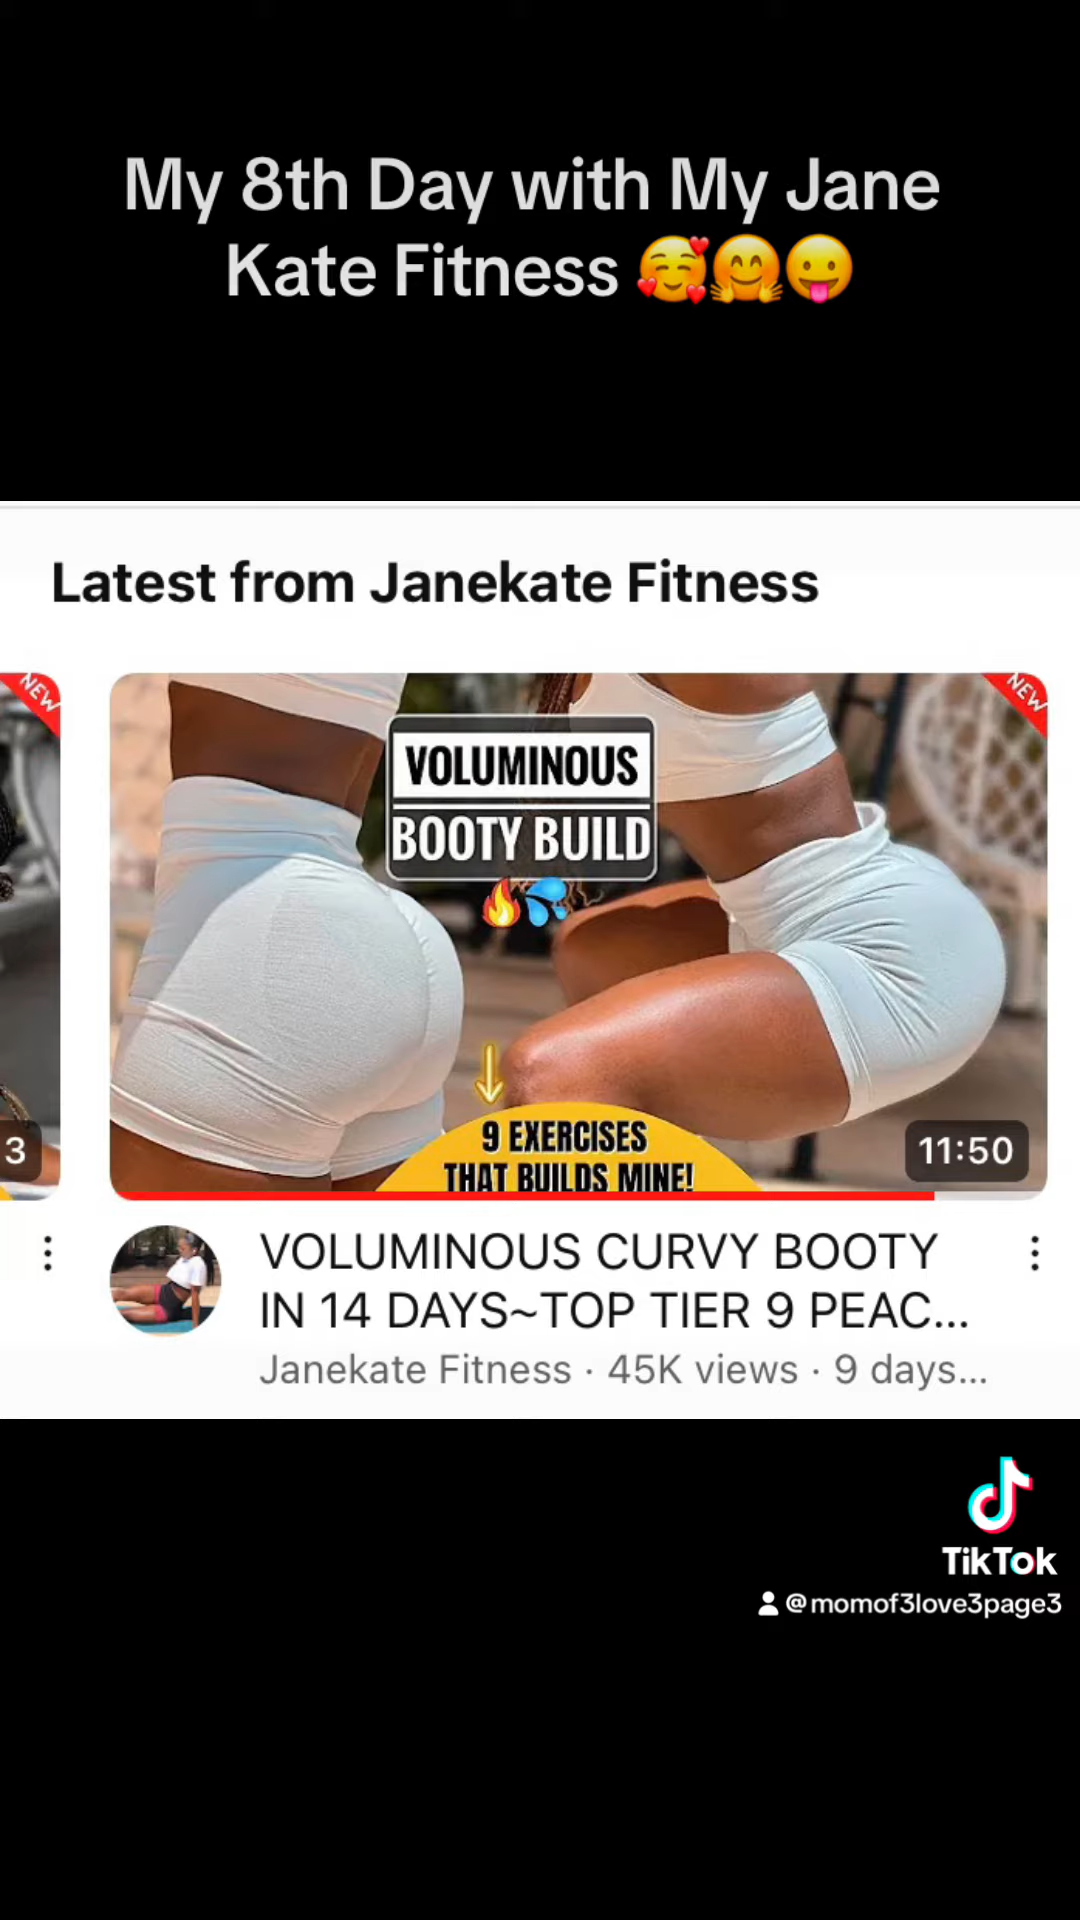 My 8th Day with My Jane
Kate Fitness 🥰🤗😛
Latest from Janekate Fitness
NEW
NEW
VOLUMINOUS
BOOTY BUILD
🔥💦
9 EXERCISES
THAT BUILDS MINE!
3
11:50
VOLUMINOUS CURVY BOOTY
IN 14 DAYS~TOP TIER 9 PEAC...
Janekate Fitness · 45K views · 9 days...
TikTok
@momof3love3page3